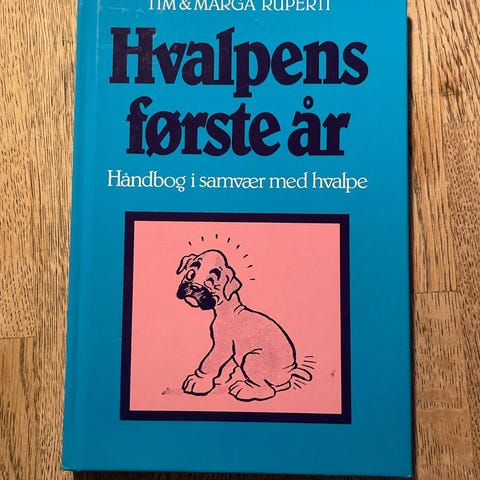 TIM & MARGA RUPERTI
Hvalpens
første år
Håndbog i samvær med hvalpe